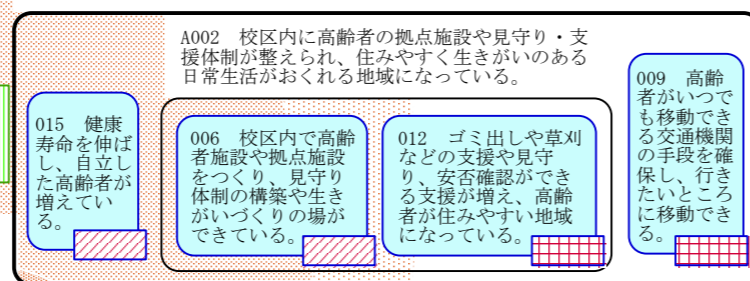 A002 校区内に高齢者の拠点施設や見守り・支
援体制が整えられ、住みやすく生きがいのある
日常生活がおくれる地域になっている。
015 健康
寿命を伸ば
し、自立し
た高齢者が
増えてい
る。
006 校区内で高齢
者施設や拠点施設
をつくり、見守り
体制の構築や生き
がいづくりの場が
できている。
012 ゴミ出しや草刈
などの支援や見守
り、安否確認ができ
る支援が増え、高齢
者が住みやすい地域
になっている。
009 高齢
者がいつで
も移動でき
る交通機関
の手段を確
保し、行き
たいところ
に移動でき
る。